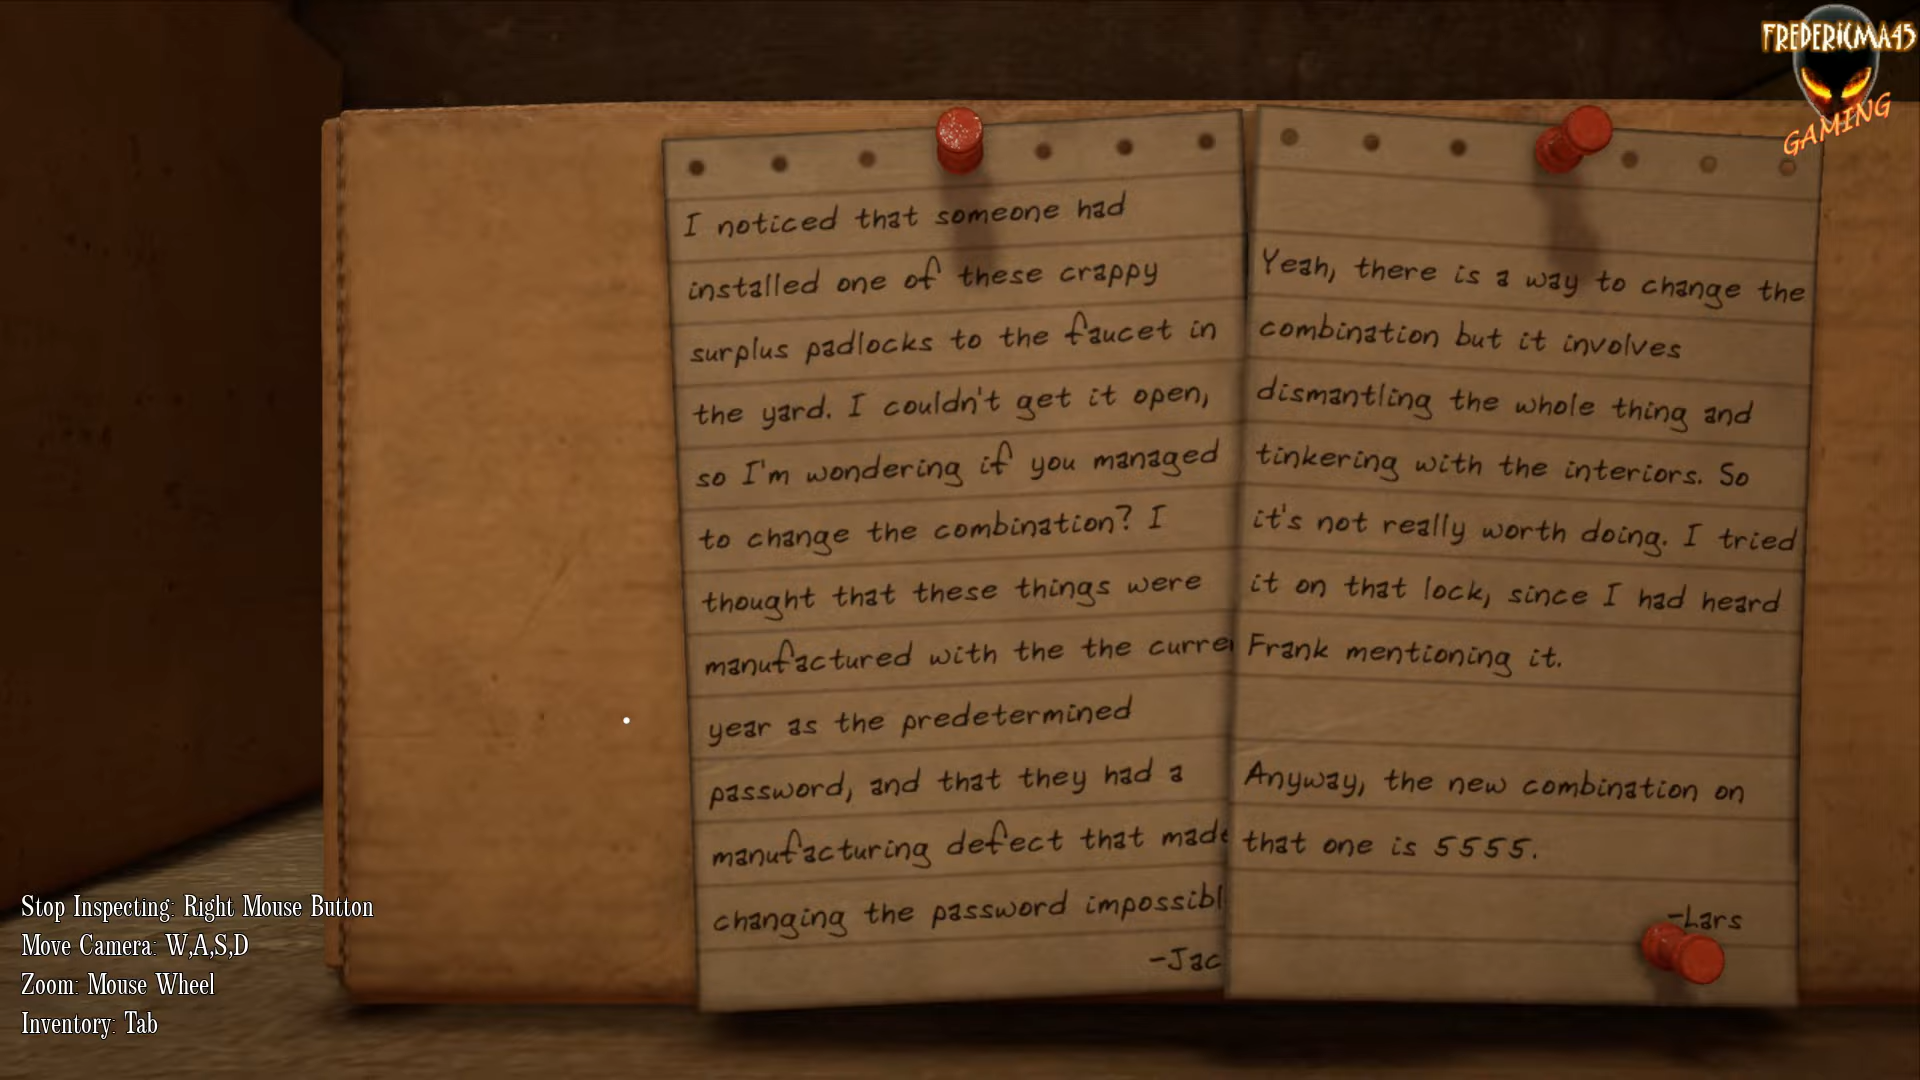 FREDERICMA45
GAMING
I noticed that someone had
installed one of these crappy
surplus padlocks to the faucet in
the yard. I couldn't get it open,
so I'm wondering if you managed
to change the combination? I
thought that these things were
manufactured with the the curre
year as the predetermined
password, and that they had a
manufacturing defect that made
changing the password impossibl
-Jac
Yeah, there is a way to change the
combination but it involves
dismantling the whole thing and
tinkering with the interiors. So
it's not really worth doing. I tried
it on that lock, since I had heard
Frank mentioning it.
Anyway, the new combination on
that one is 5555.
-Lars
Stop Inspecting: Right Mouse Button
Move Camera: W,A,S,D
Zoom: Mouse Wheel
Inventory: Tab